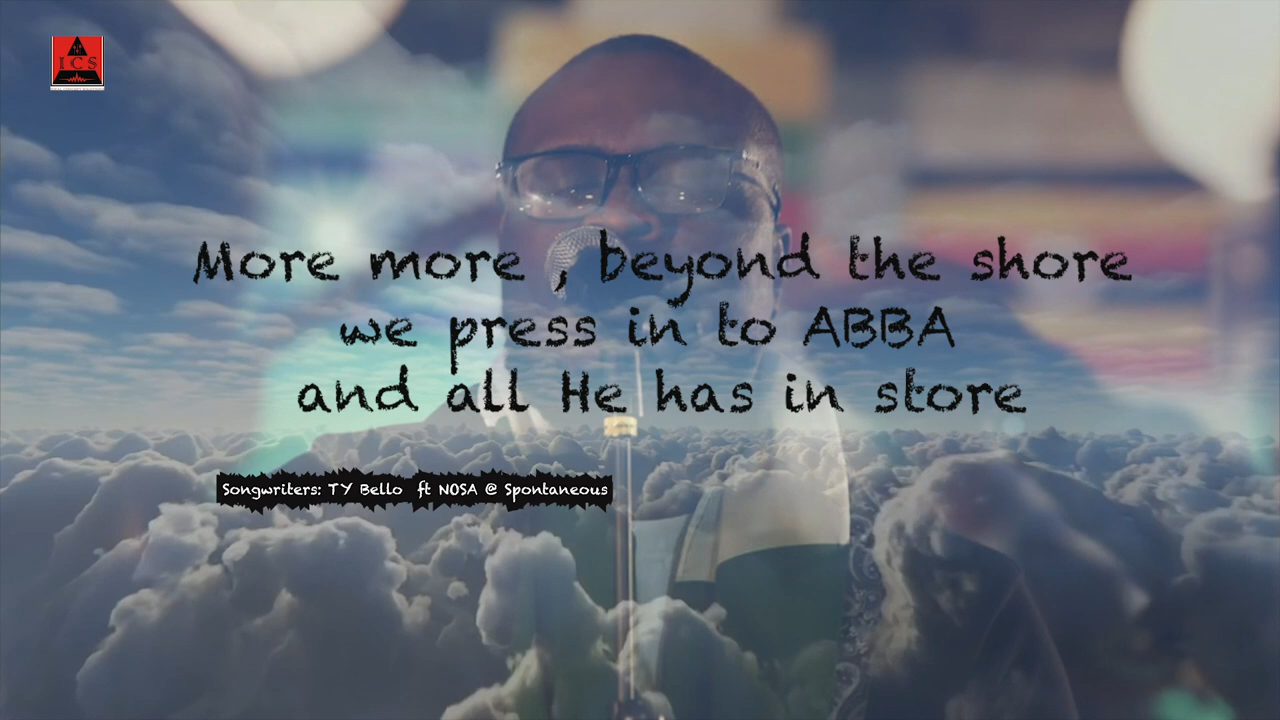 ICS
More more , beyond the shore
we press in to ABBA
and all He has in store
Songwriters: TY Bello ft NOSA @ Spontaneous